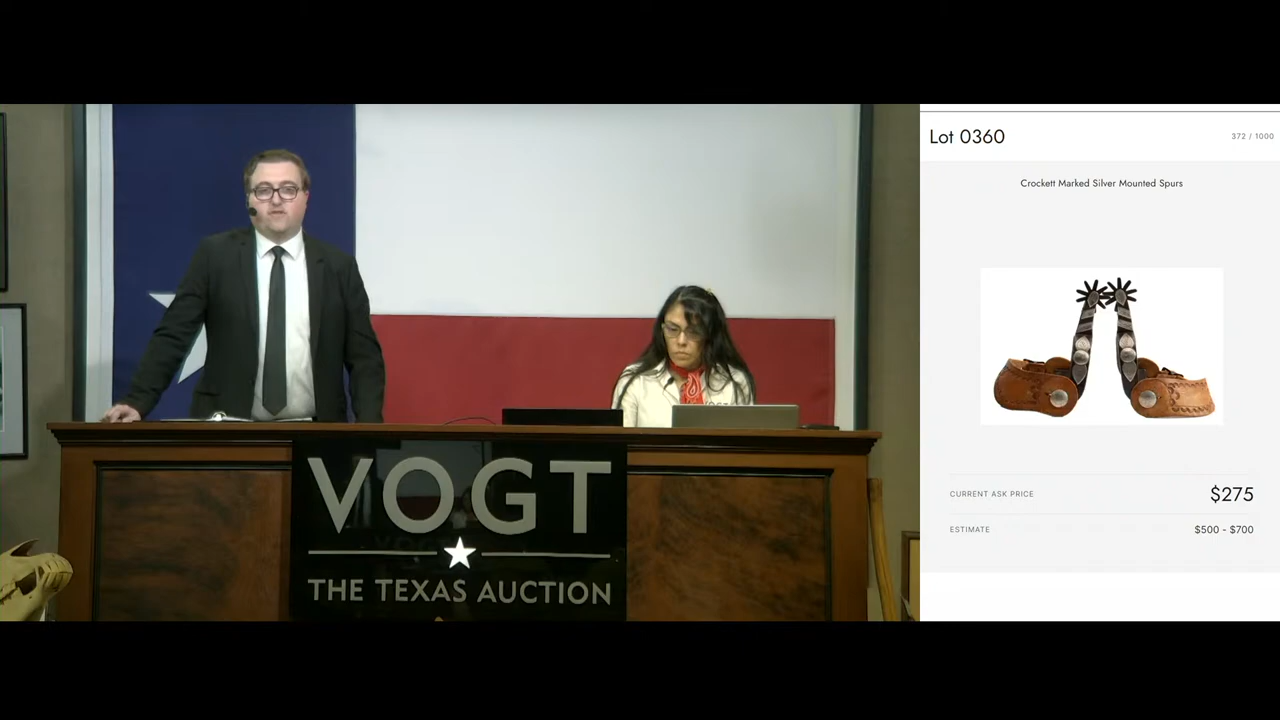 Lot 0360
372 / 1000
Crockett Marked Silver Mounted Spurs
CURRENT ASK PRICE
$275
ESTIMATE
$500 - $700
VOGT
THE TEXAS AUCTION